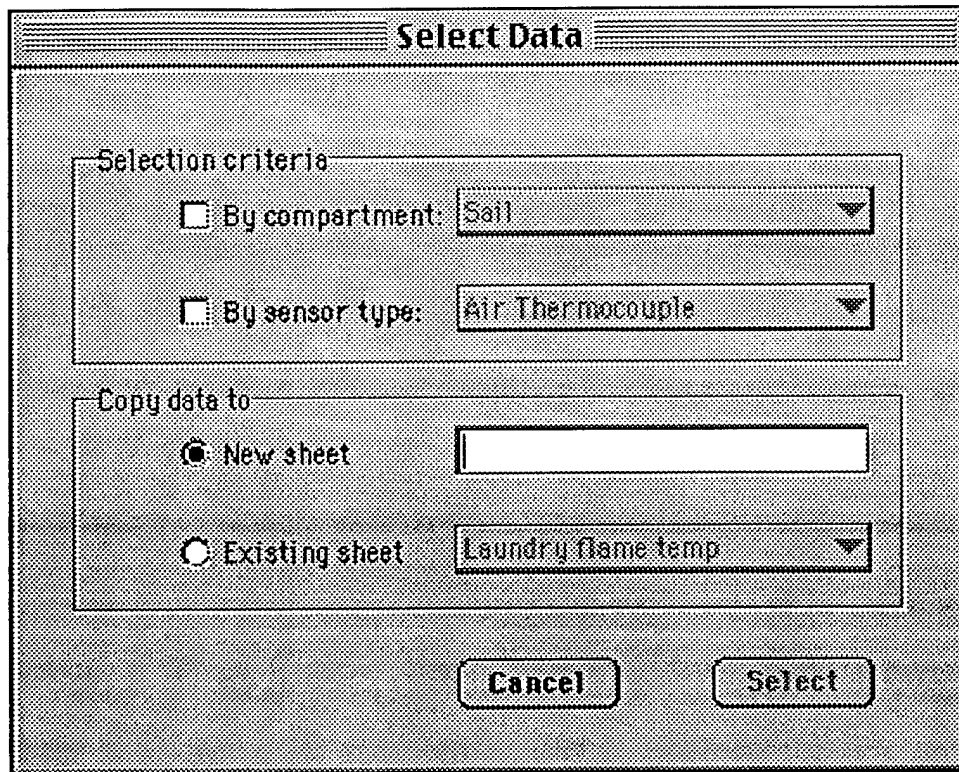 Select Data
Selection criteria
By compartment: Sail
By sensor type: Air Thermocouple
Copy data to
New sheet
Existing sheet Laundry flame temp
Cancel Select